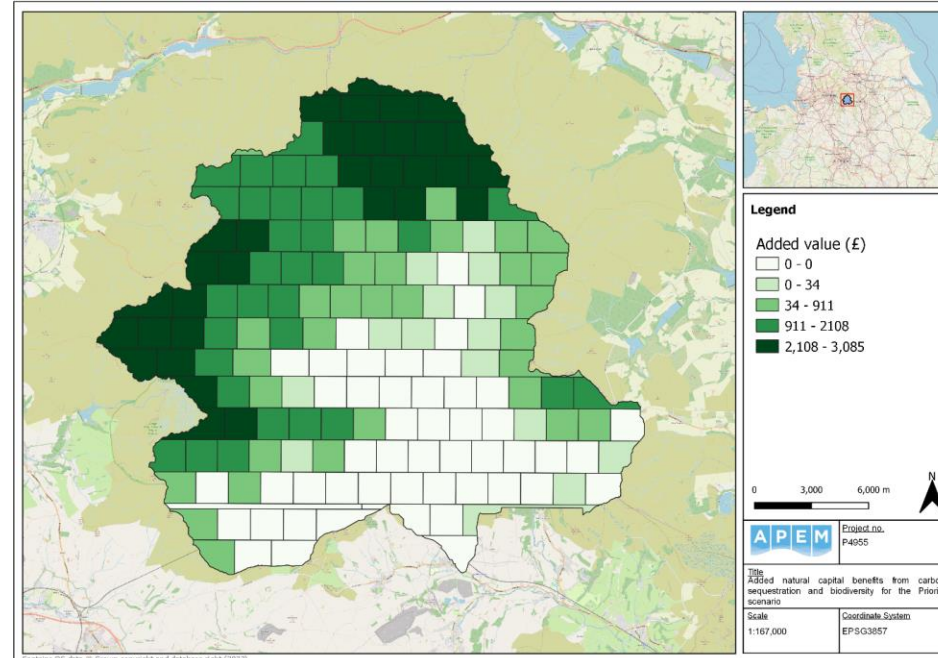 Legend
Added value (£)
0 - 0
0 - 34
34 - 911
911 - 2108
2,108 - 3,085
N
0 3,000 6,000 m
APEM
Project no.
P4955
Title
Added natural capital benefits from carbo
sequestration and biodiversity for the Priori
scenario
Scale
1:167,000
Coordinate System
EPSG3857